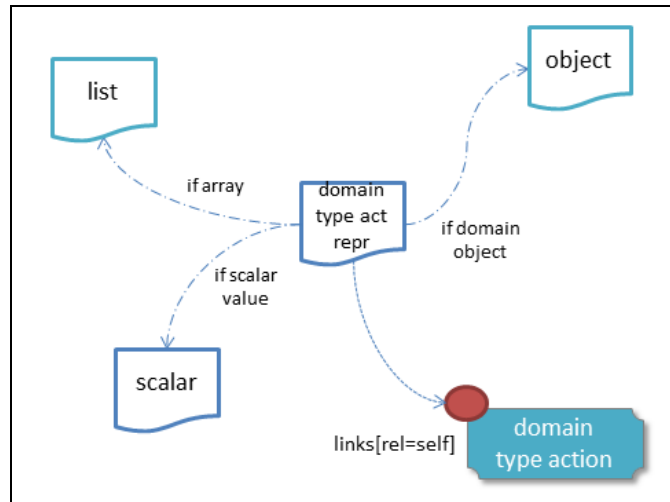 object
list
domain
type act
repr
if array
if domain
object
if scalar
value
scalar
domain
type action
links[rel=self]